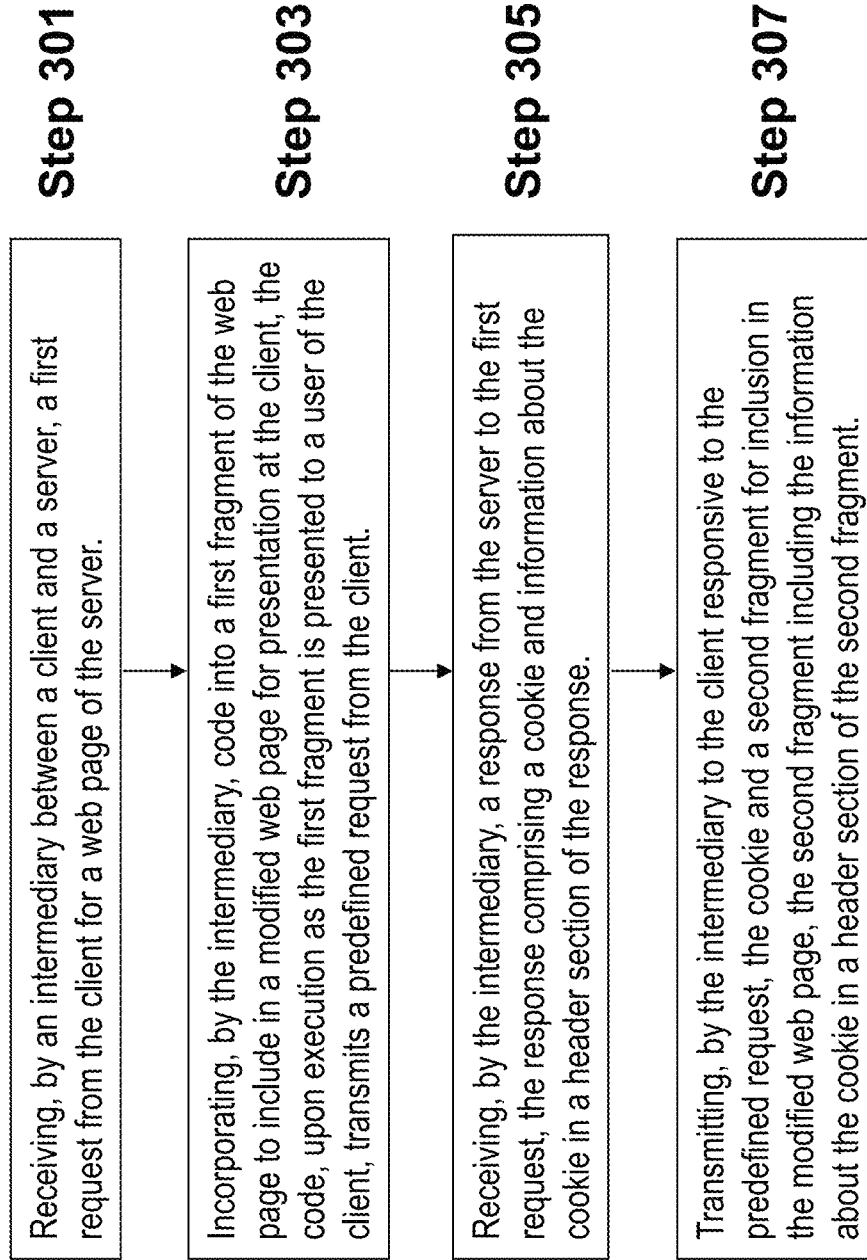 Receiving, by an intermediary between a client and a server, a first
request from the client for a web page of the server.
Step 301
Incorporating, by the intermediary, code into a first fragment of the web
page to include in a modified web page for presentation at the client, the
code, upon execution as the first fragment is presented to a user of the
client, transmits a predefined request from the client.
Step 303
Receiving, by the intermediary, a response from the server to the first
request, the response comprising a cookie and information about the
cookie in a header section of the response.
Step 305
Transmitting, by the intermediary to the client responsive to the
predefined request, the cookie and a second fragment for inclusion in
the modified web page, the second fragment including the information
about the cookie in a header section of the second fragment.
Step 307